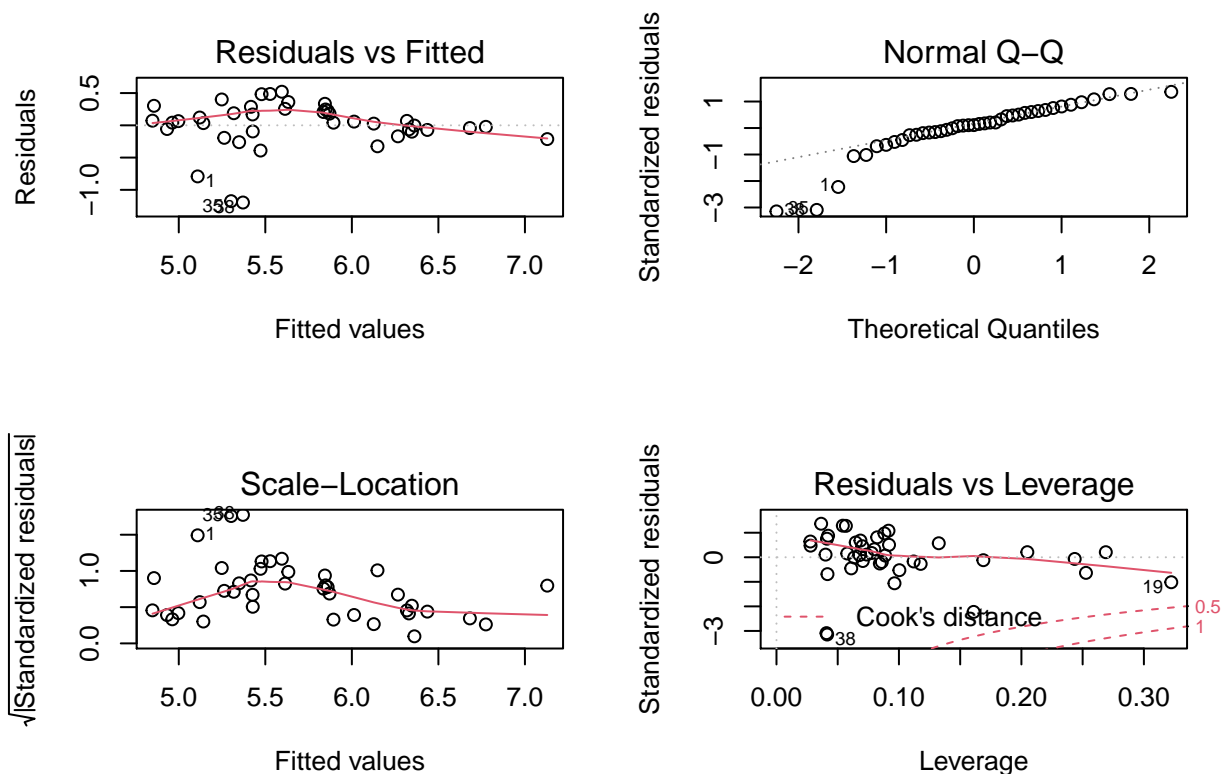 Residuals vs Fitted
Residuals
0.5
−1.0
1
5.0 5.5 6.0 6.5 7.0
Fitted values
Normal Q−Q
Standardized residuals
1
−1
−3
1
−2 −1 0 1 2
Theoretical Quantiles
Scale−Location
√|Standardized residuals|
1.0
0.0
1
5.0 5.5 6.0 6.5 7.0
Fitted values
Residuals vs Leverage
Standardized residuals
0
−3
19
Cook's distance
38
0.5
1
0.00 0.10 0.20 0.30
Leverage